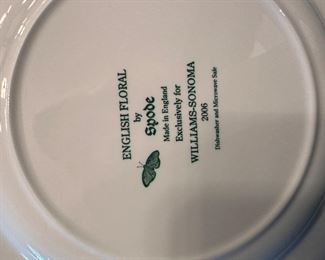 ENGLISH FLORAL
by
Spode
Made in England
Exclusively for
WILLIAMS-SONOMA
2006
Dishwasher and Microwave Safe